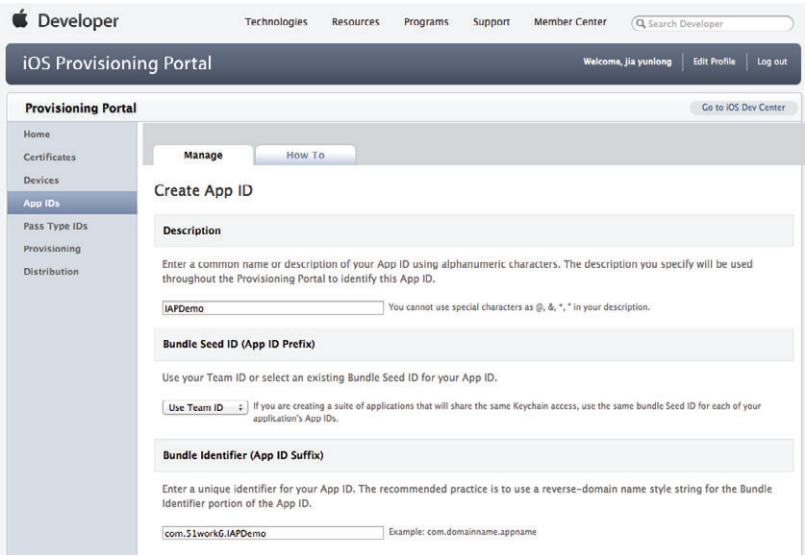 Developer
Technologies Resources Programs Support Member Center Search Developer
iOS Provisioning Portal
Welcome, jia yunlong Edit Profile Log out
Provisioning Portal
Go to iOS Dev Center
Home
Certificates
Devices
App IDs
Pass Type IDs
Provisioning
Distribution
Manage How To
Create App ID
Description
Enter a common name or description of your App ID using alphanumeric characters. The description you specify will be used
throughout the Provisioning Portal to identify this App ID.
IAPDemo You cannot use special characters as @, &, *, " in your description.
Bundle Seed ID (App ID Prefix)
Use your Team ID or select an existing Bundle Seed ID for your App ID.
Use Team ID If you are creating a suite of applications that will share the same Keychain access, use the same bundle Seed ID for each of your
application's App IDs.
Bundle Identifier (App ID Suffix)
Enter a unique identifier for your App ID. The recommended practice is to use a reverse-domain name style string for the Bundle
Identifier portion of the App ID.
com.51work6.IAPDemo Example: com.domainname.appname